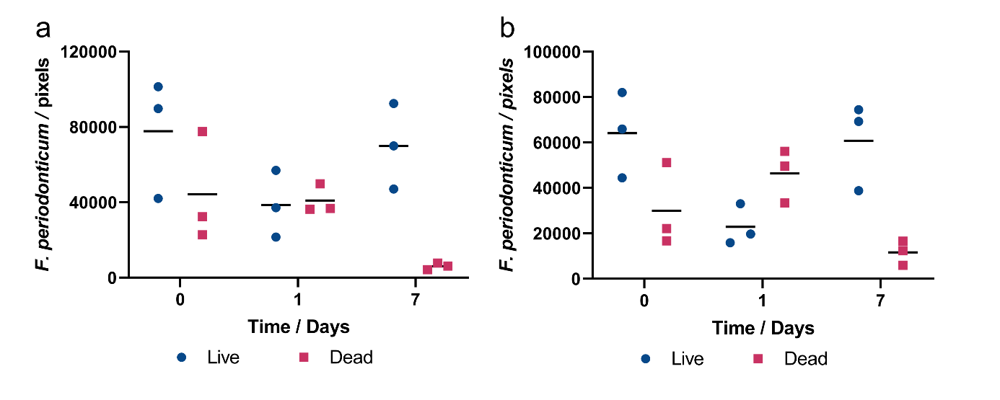 a
120000
80000
40000
0
F. periodonticum / pixels
0 1 7
Time / Days
Live Dead
b
100000
80000
60000
40000
20000
0
F. periodonticum / pixels
0 1 7
Time / Days
Live Dead